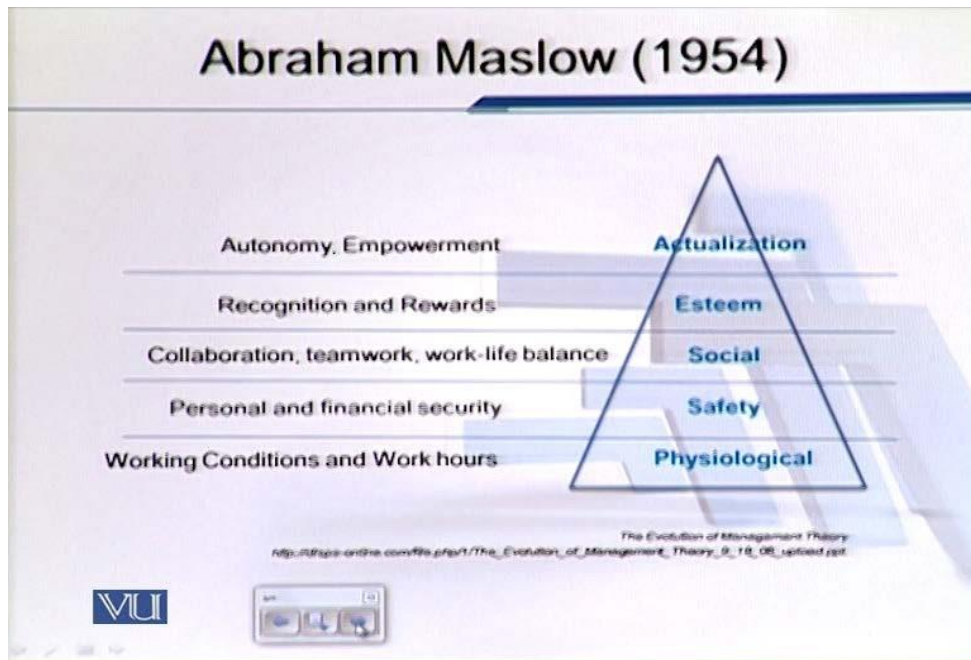 Abraham Maslow (1954)
Autonomy, Empowerment Actualization
Recognition and Rewards Esteem
Collaboration, teamwork, work-life balance Social
Personal and financial security Safety
Working Conditions and Work hours Physiological
The Evolution of Management Theory
VU